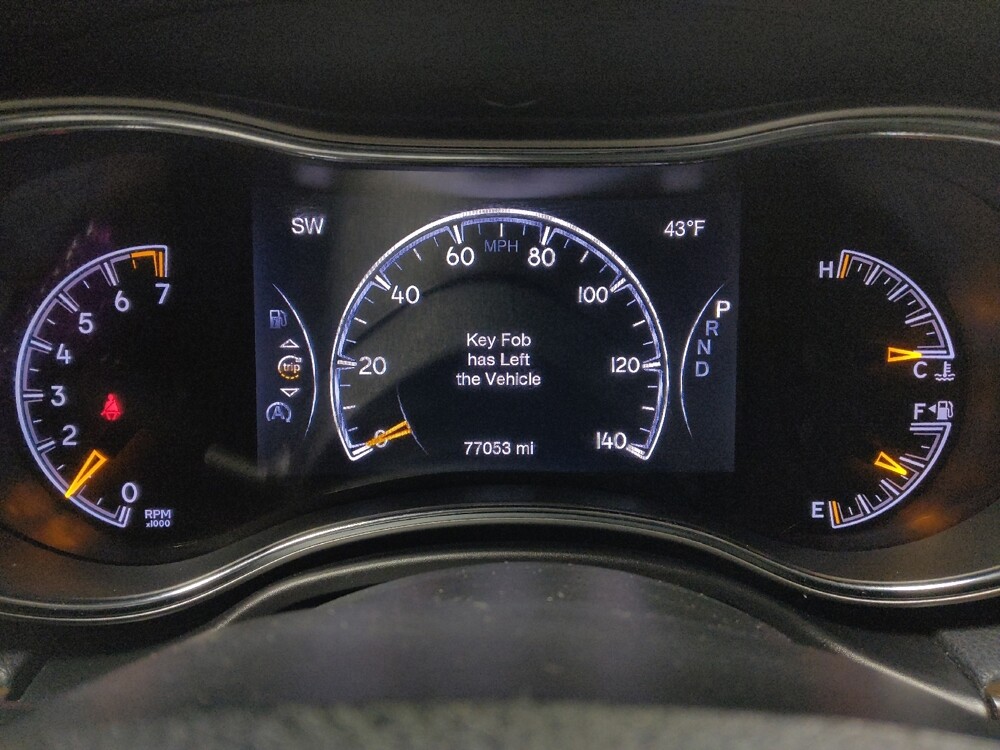 SW
43°F
7
6
5
4
3
2
0
RPM
x1000
trip
A
MPH
0
20
40
60
80
100
120
140
Key Fob
has Left
the Vehicle
77053 mi
P
R
N
D
H
C
F
E